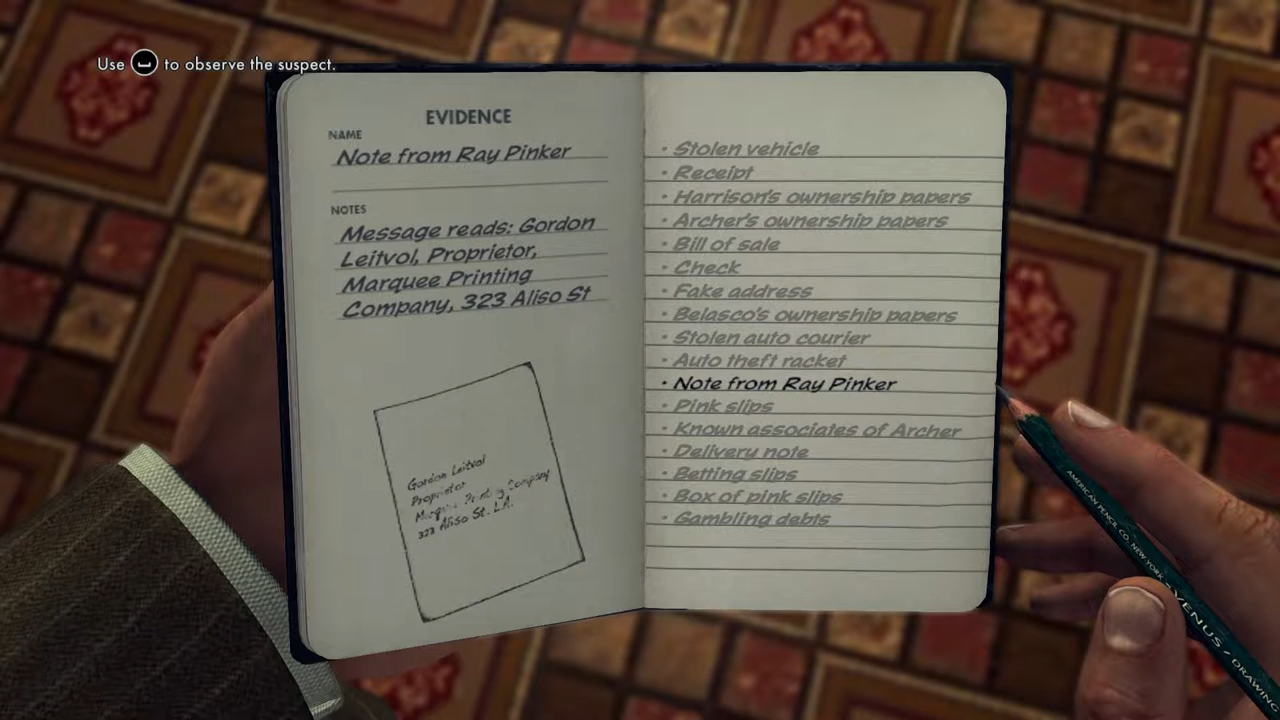 Use to observe the suspect.
EVIDENCE
NAME
Note from Ray Pinker
NOTES
Message reads: Gordon
Leitvol, Proprietor,
Marquee Printing
Company, 323 Aliso St
Gordon Leitvol
Proprietor
Marquee Printing Company
323 Aliso St. L.A.
• Stolen vehicle
• Receipt
• Harrison's ownership papers
• Archer's ownership papers
• Bill of sale
• Check
• Fake address
• Belasco's ownership papers
• Stolen auto courier
• Auto theft racket
• Note from Ray Pinker
• Pink slips
• Known associates of Archer
• Delivery note
• Betting slips
• Box of pink slips
• Gambling debts
AMERICAN PENCIL CO. NEW YORK VENUS / DRAWING